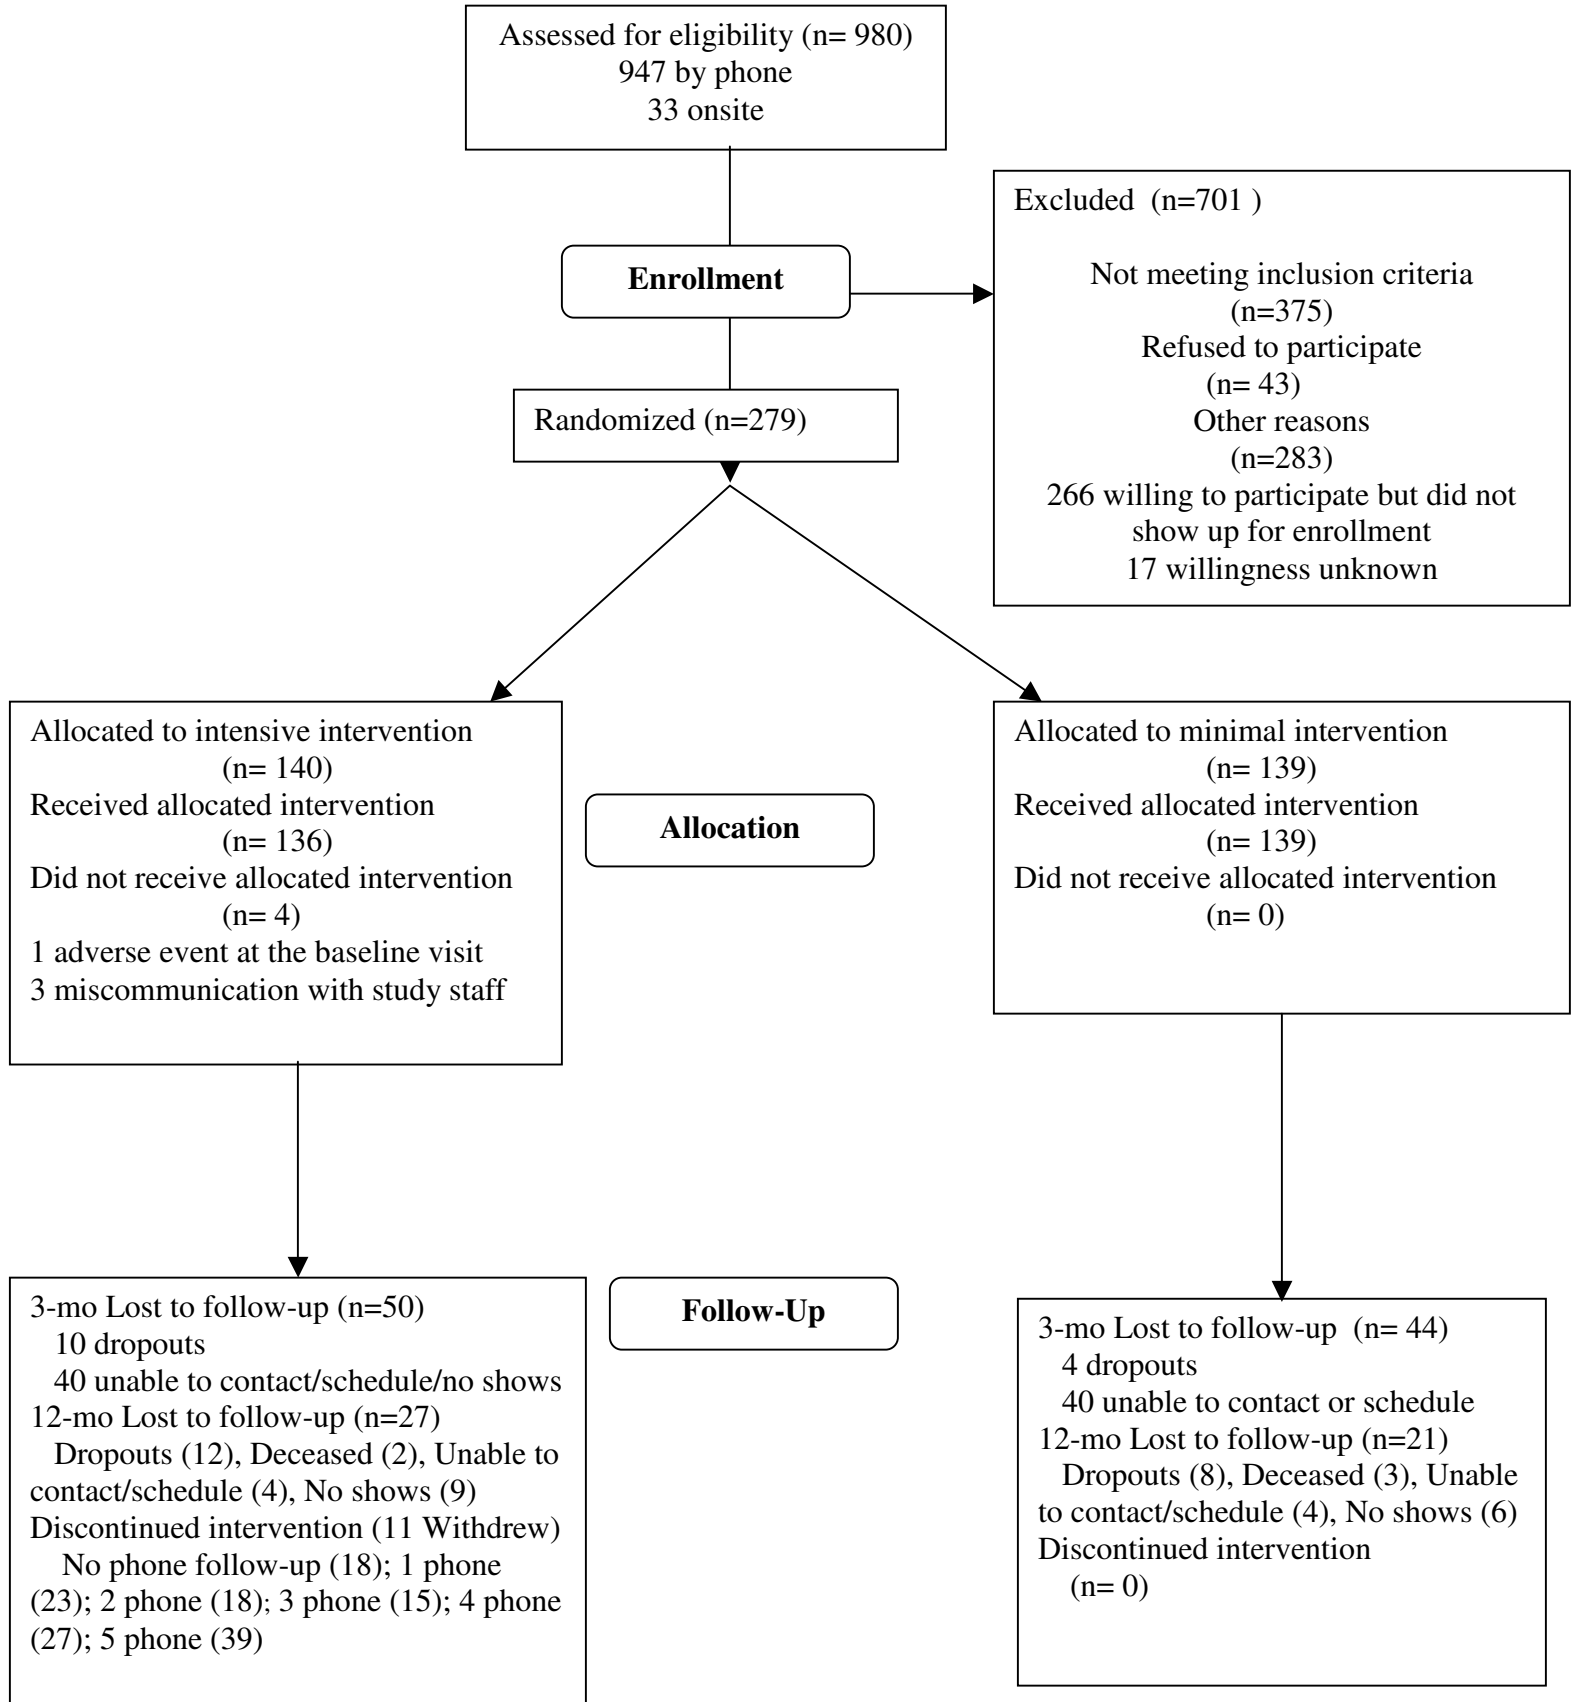 Assessed for eligibility (n= 980)
947 by phone
33 onsite
Excluded  (n=701 )
Not meeting inclusion criteria
(n=375)
Refused to participate
(n= 43)
Other reasons
(n=283)
266 willing to participate but did not
show up for enrollment
17 willingness unknown
Enrollment
Randomized (n=279)
Allocated to intensive intervention
(n= 140)
Received allocated intervention
(n= 136)
Did not receive allocated intervention
(n= 4)
1 adverse event at the baseline visit
3 miscommunication with study staff
Allocation
Allocated to minimal intervention
(n= 139)
Received allocated intervention
(n= 139)
Did not receive allocated intervention
(n= 0)
3-mo Lost to follow-up (n=50)
10 dropouts
40 unable to contact/schedule/no shows
12-mo Lost to follow-up (n=27)
Dropouts (12), Deceased (2), Unable to
contact/schedule (4), No shows (9)
Discontinued intervention (11 Withdrew)
No phone follow-up (18); 1 phone
(23); 2 phone (18); 3 phone (15); 4 phone
(27); 5 phone (39)
Follow-Up
3-mo Lost to follow-up  (n= 44)
4 dropouts
40 unable to contact or schedule
12-mo Lost to follow-up (n=21)
Dropouts (8), Deceased (3), Unable
to contact/schedule (4), No shows (6)
Discontinued intervention
(n= 0)